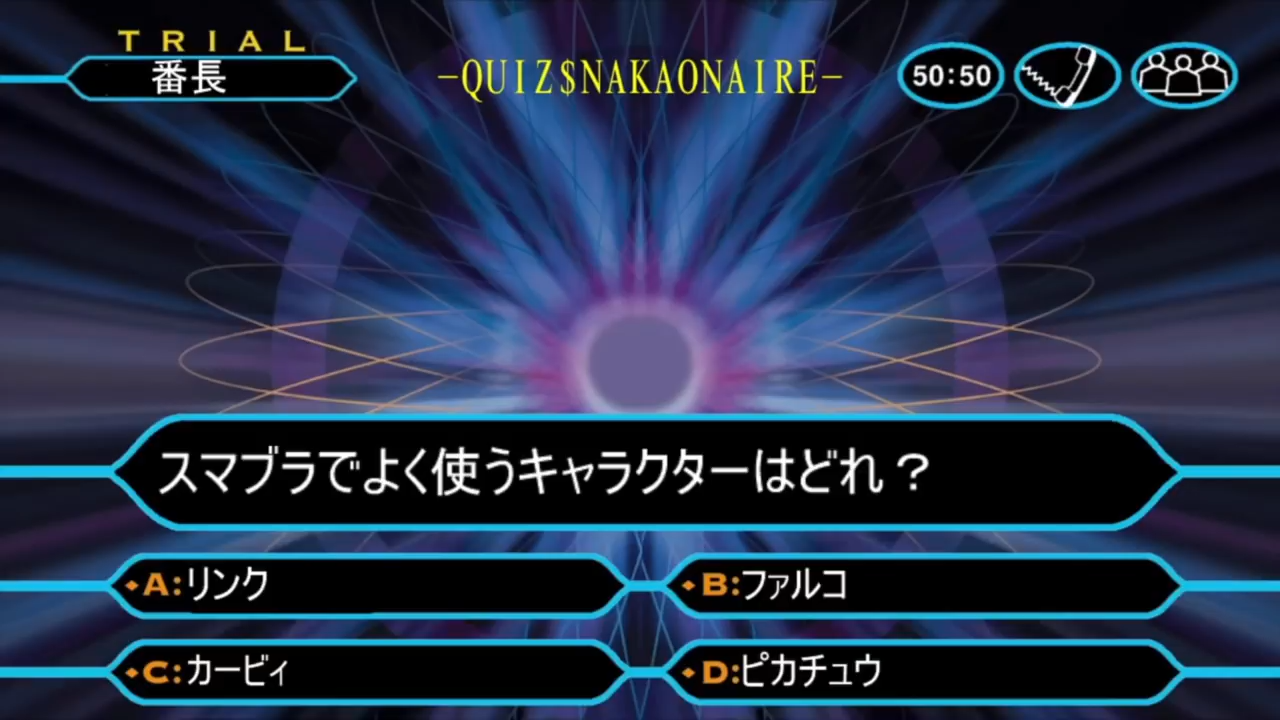 TRIAL
番長
−QUIZ$NAKAONAIRE−
50:50
スマブラでよく使うキャラクターはどれ？
A:リンク
B:ファルコ
C:カービィ
D:ピカチュウ